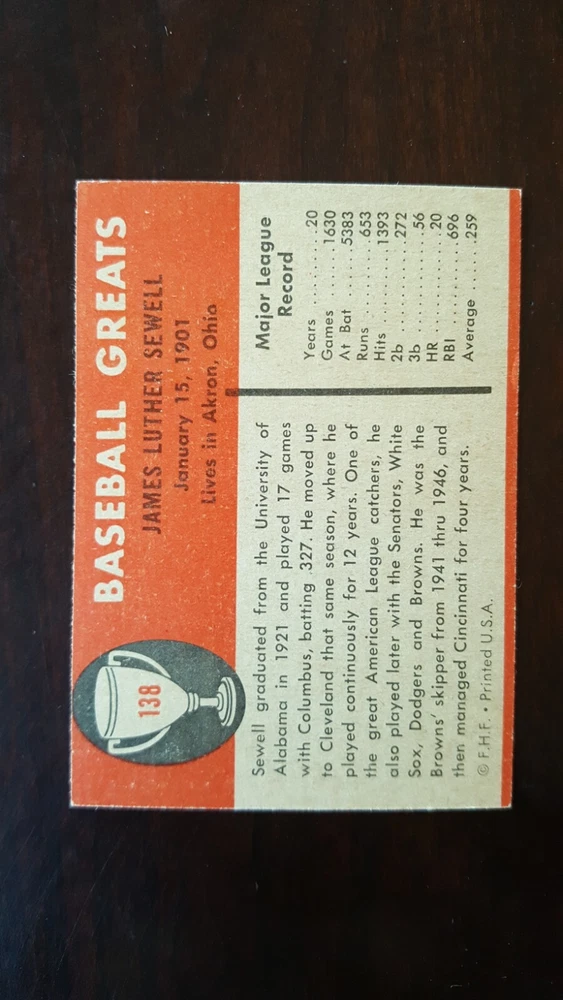 138
BASEBALL GREATS
JAMES LUTHER SEWELL
January 15, 1901
Lives in Akron, Ohio
Sewell graduated from the University of
Alabama in 1921 and played 17 games
with Columbus, batting .327. He moved up
to Cleveland that same season, where he
played continuously for 12 years. One of
the great American League catchers, he
also played later with the Senators, White
Sox, Dodgers and Browns. He was the
Browns' skipper from 1941 thru 1946, and
then managed Cincinnati for four years.
© F.H.F. • Printed U.S.A.
Major League
Record
Years ..........20
Games .......1630
At Bat ......5383
Runs ..........653
Hits ..........1393
2b ............272
3b .............56
HR .............20
RBI ...........696
Average ......259